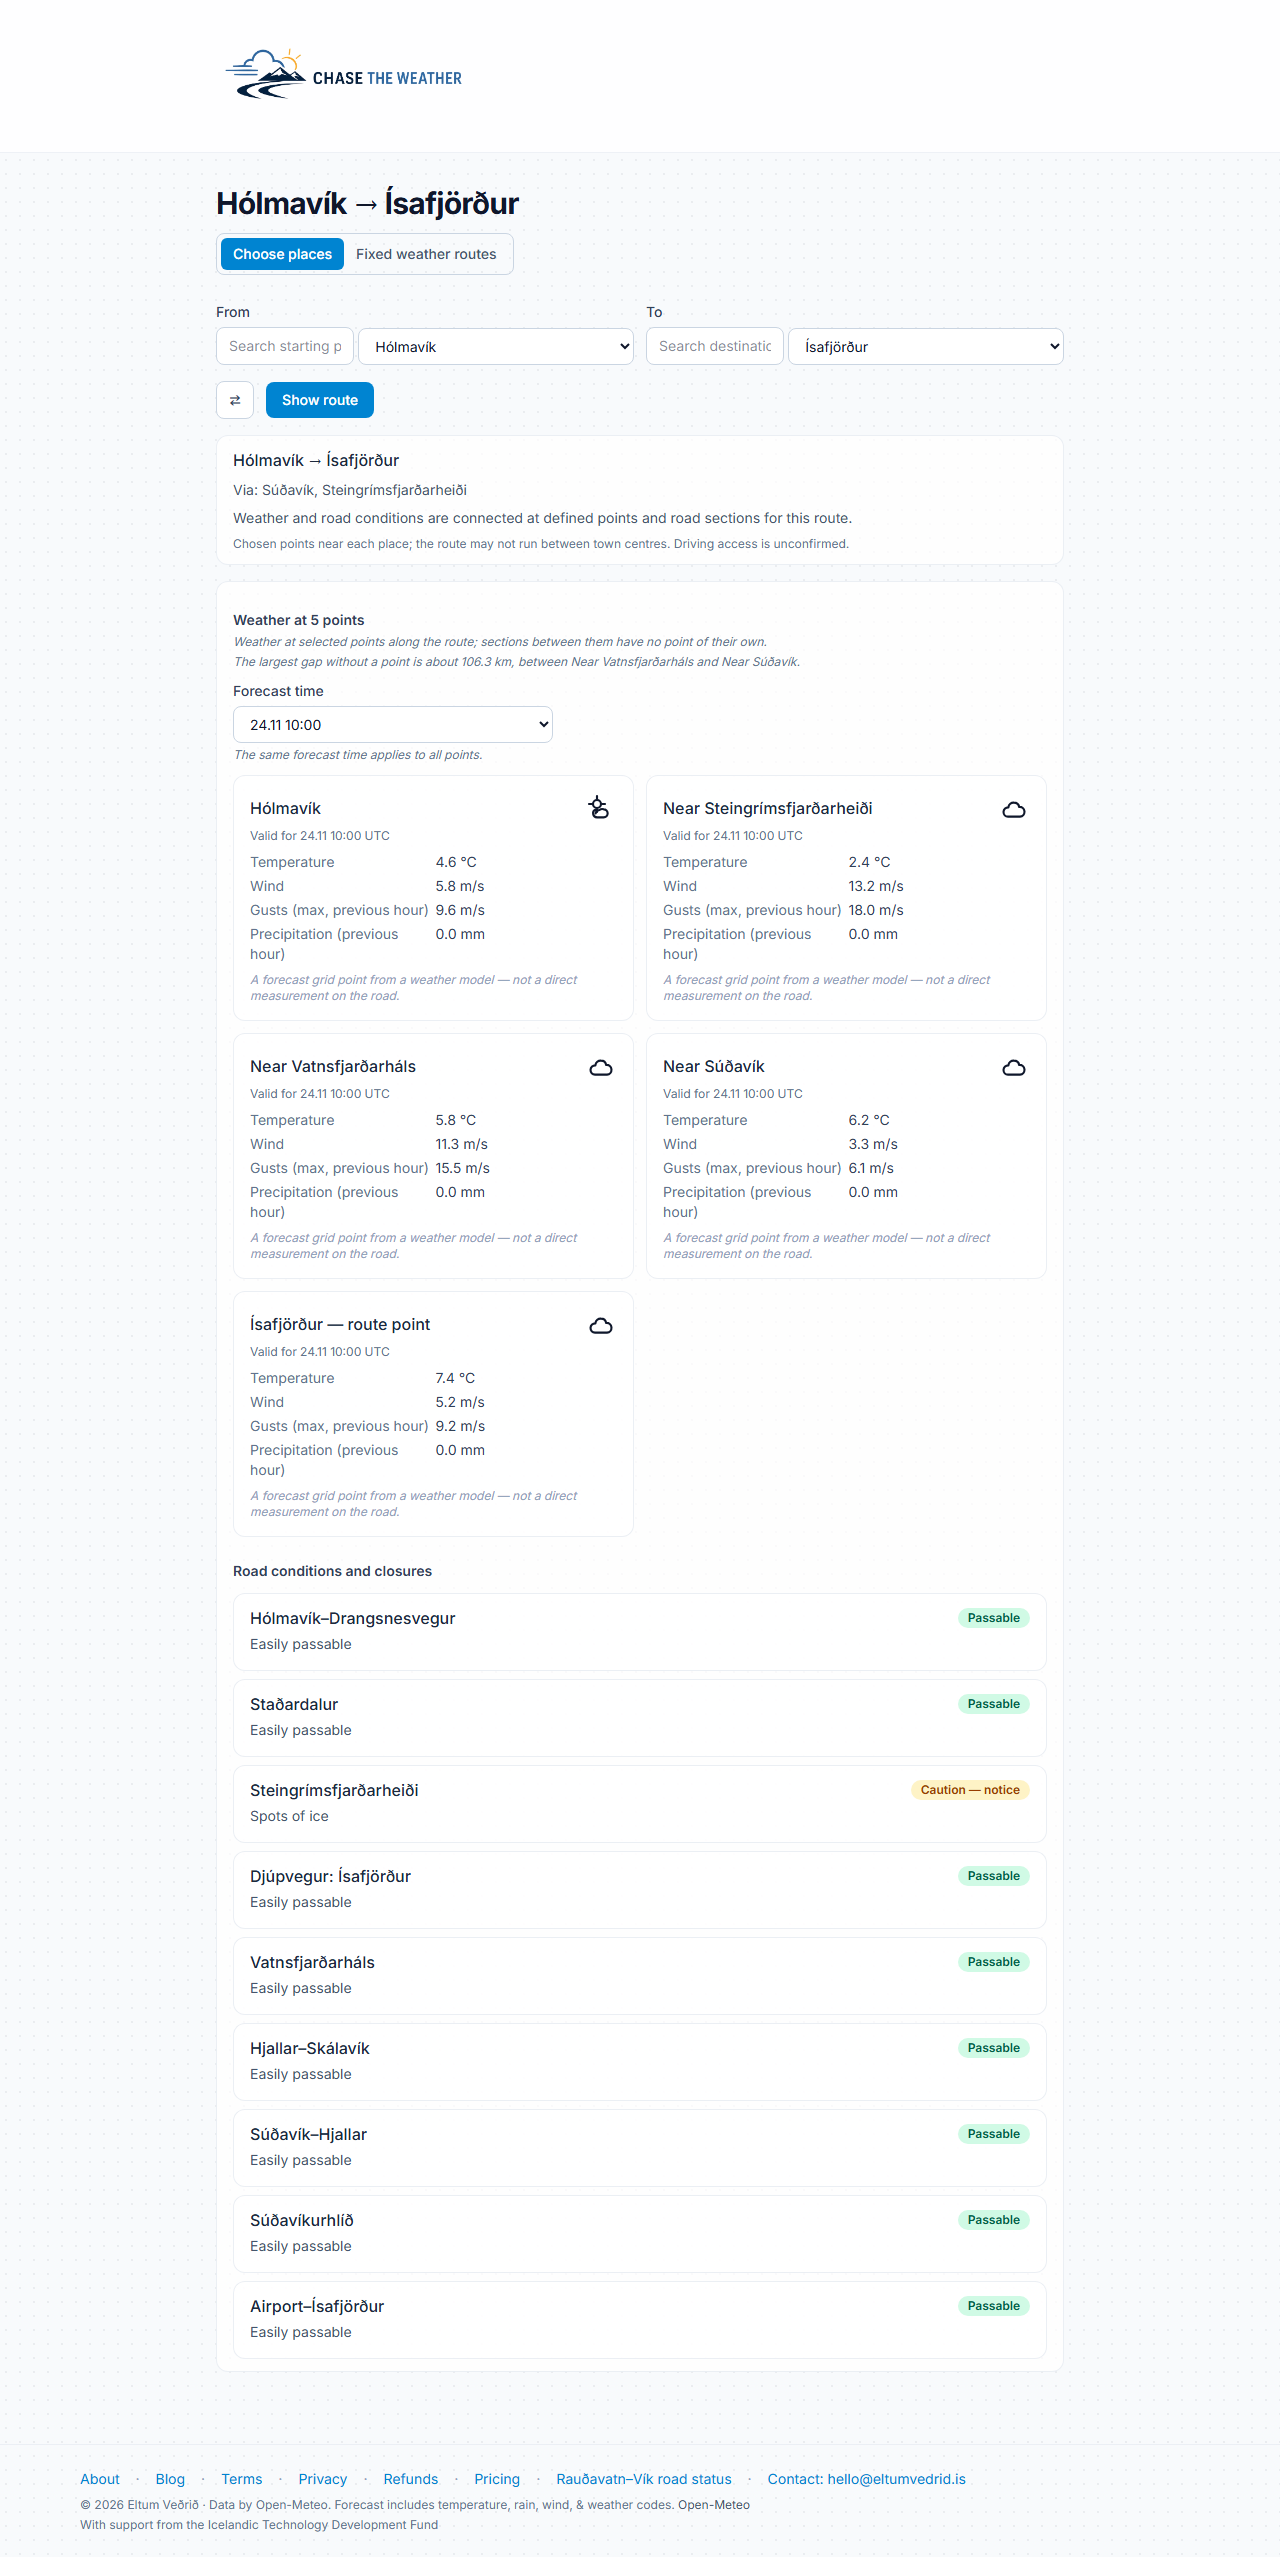 CHASE THE WEATHER
Hólmavík → Ísafjörður
Choose places
Fixed weather routes
From
To
Search starting p
Hólmavík
Search destinatic
Ísafjörður
⇄
Show route
Hólmavík → Ísafjörður
Via: Súðavík, Steingrímsfjarðarheiði
Weather and road conditions are connected at defined points and road sections for this route.
Chosen points near each place; the route may not run between town centres. Driving access is unconfirmed.
Weather at 5 points
Weather at selected points along the route; sections between them have no point of their own.
The largest gap without a point is about 106.3 km, between Near Vatnsfjarðarháls and Near Súðavík.
Forecast time
24.11 10:00
The same forecast time applies to all points.
Hólmavík
Valid for 24.11 10:00 UTC
Temperature 4.6 °C
Wind 5.8 m/s
Gusts (max, previous hour) 9.6 m/s
Precipitation (previous 0.0 mm
hour)
A forecast grid point from a weather model — not a direct
measurement on the road.
Near Steingrímsfjarðarheiði
Valid for 24.11 10:00 UTC
Temperature 2.4 °C
Wind 13.2 m/s
Gusts (max, previous hour) 18.0 m/s
Precipitation (previous 0.0 mm
hour)
A forecast grid point from a weather model — not a direct
measurement on the road.
Near Vatnsfjarðarháls
Valid for 24.11 10:00 UTC
Temperature 5.8 °C
Wind 11.3 m/s
Gusts (max, previous hour) 15.5 m/s
Precipitation (previous 0.0 mm
hour)
A forecast grid point from a weather model — not a direct
measurement on the road.
Near Súðavík
Valid for 24.11 10:00 UTC
Temperature 6.2 °C
Wind 3.3 m/s
Gusts (max, previous hour) 6.1 m/s
Precipitation (previous 0.0 mm
hour)
A forecast grid point from a weather model — not a direct
measurement on the road.
Ísafjörður — route point
Valid for 24.11 10:00 UTC
Temperature 7.4 °C
Wind 5.2 m/s
Gusts (max, previous hour) 9.2 m/s
Precipitation (previous 0.0 mm
hour)
A forecast grid point from a weather model — not a direct
measurement on the road.
Road conditions and closures
Hólmavík–Drangsnesvegur
Passable
Easily passable
Staðardalur
Passable
Easily passable
Steingrímsfjarðarheiði
Caution — notice
Spots of ice
Djúpvegur: Ísafjörður
Passable
Easily passable
Vatnsfjarðarháls
Passable
Easily passable
Hjallar–Skálavík
Passable
Easily passable
Súðavík–Hjallar
Passable
Easily passable
Súðavíkurhlíð
Passable
Easily passable
Airport–Ísafjörður
Passable
Easily passable
About · Blog · Terms · Privacy · Refunds · Pricing · Rauðavatn–Vík road status · Contact: hello@eltumvedrid.is
© 2026 Eltum Veðrið · Data by Open-Meteo. Forecast includes temperature, rain, wind, & weather codes. Open-Meteo
With support from the Icelandic Technology Development Fund